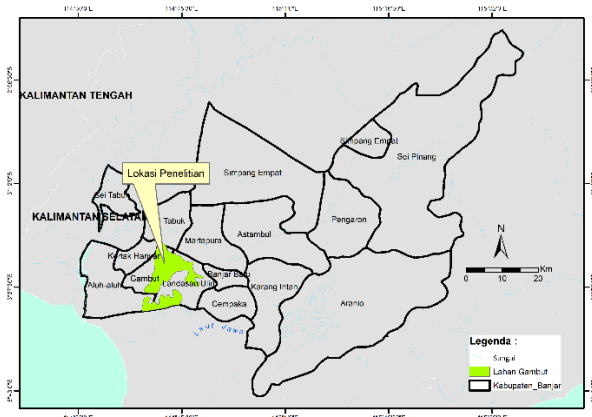 KALIMANTAN TENGAH
Simpang Empat
Sei Pinang
Lokasi Penelitian
Simpang Empat
Sei Tabuk
Pengaron
KALIMANTAN SELATAN
Tabuk
Astambul
Martapura
N
Kertak Hanyar
0 5 10 20 Km
Gambut
Banjar Baru
Aluh-aluh
Landasan Ulin
Karang Intan
Cempaka
Aranio
Laut Jawa
Legenda :
Sungai
Lahan Gambut
Kabupaten_Banjar